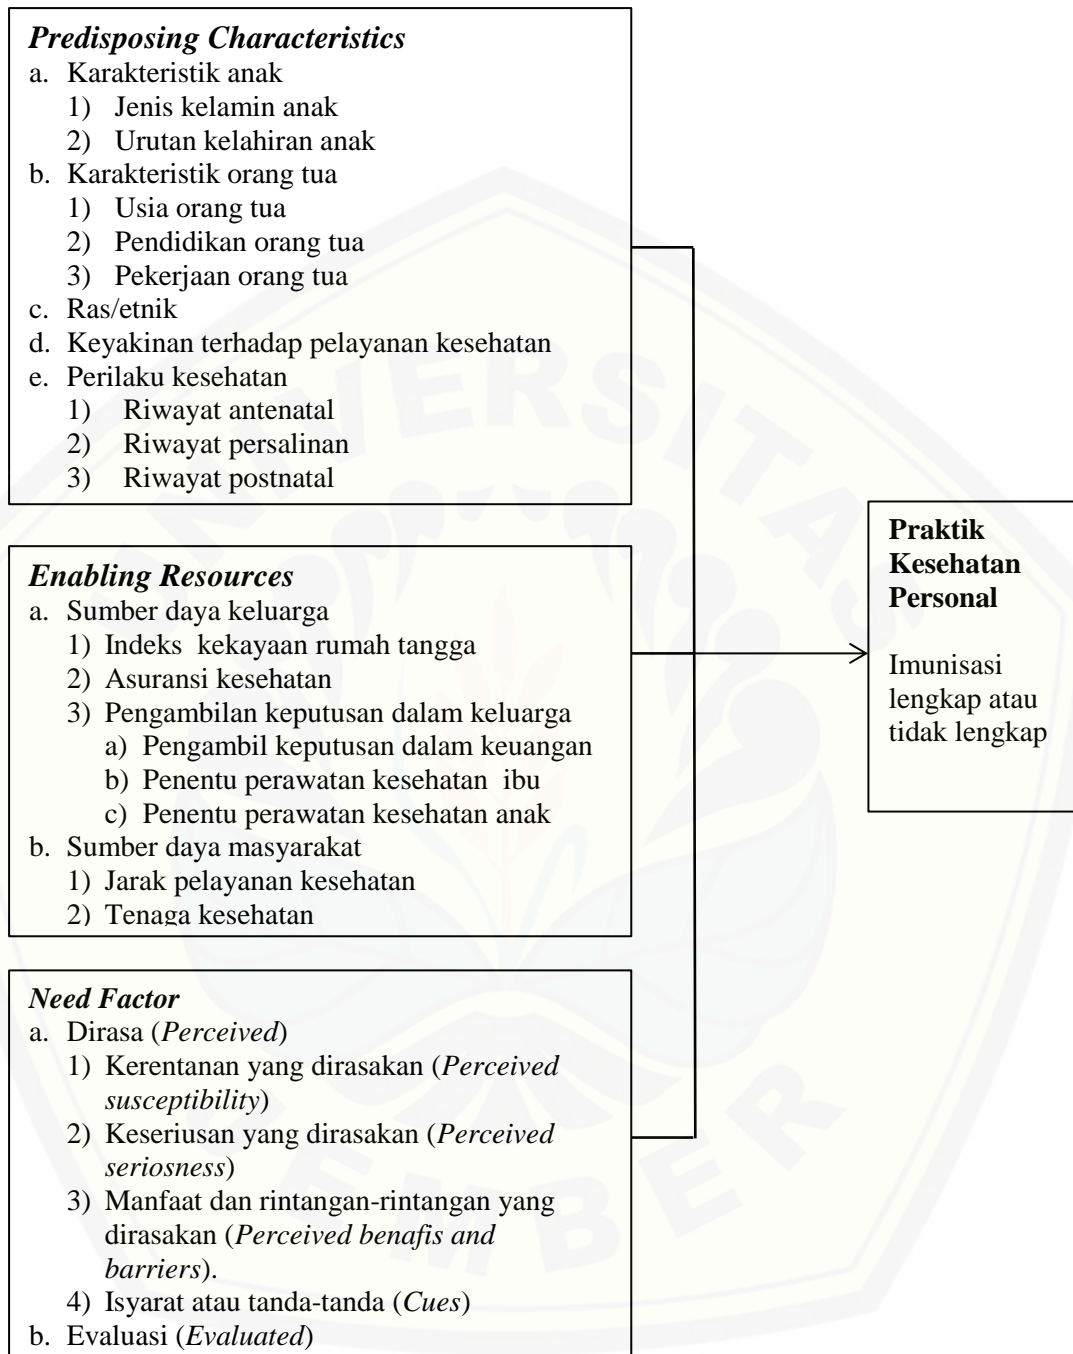 Predisposing Characteristics
a. Karakteristik anak
1) Jenis kelamin anak
2) Urutan kelahiran anak
b. Karakteristik orang tua
1) Usia orang tua
2) Pendidikan orang tua
3) Pekerjaan orang tua
c. Ras/etnik
d. Keyakinan terhadap pelayanan kesehatan
e. Perilaku kesehatan
1) Riwayat antenatal
2) Riwayat persalinan
3) Riwayat postnatal
Enabling Resources
a. Sumber daya keluarga
1) Indeks kekayaan rumah tangga
2) Asuransi kesehatan
3) Pengambilan keputusan dalam keluarga
a) Pengambil keputusan dalam keuangan
b) Penentu perawatan kesehatan ibu
c) Penentu perawatan kesehatan anak
b. Sumber daya masyarakat
1) Jarak pelayanan kesehatan
2) Tenaga kesehatan
Need Factor
a. Dirasa (Perceived)
1) Kerentanan yang dirasakan (Perceived
susceptibility)
2) Keseriusan yang dirasakan (Perceived
seriosness)
3) Manfaat dan rintangan-rintangan yang
dirasakan (Perceived benafis and
barriers).
4) Isyarat atau tanda-tanda (Cues)
b. Evaluasi (Evaluated)
Praktik
Kesehatan
Personal
Imunisasi
lengkap atau
tidak lengkap
UNIVERSITAS
JEMBER